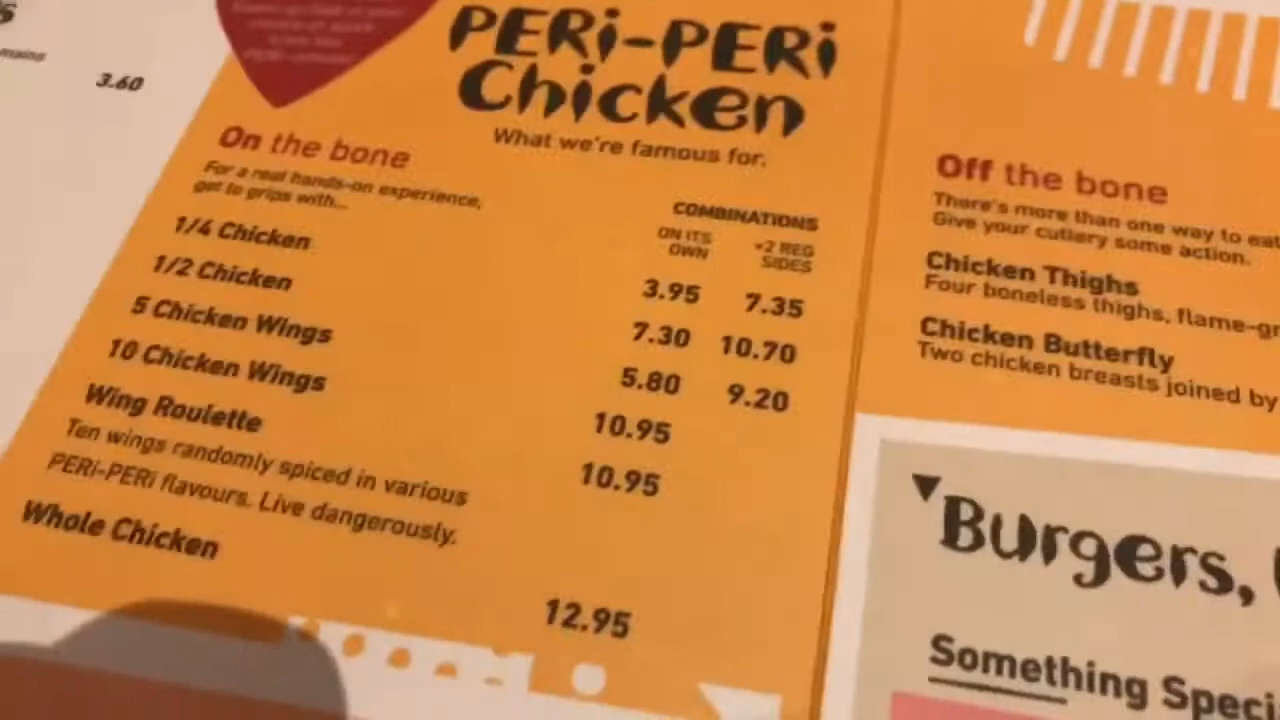 3.60
PERi-PERi
Chicken
What we're famous for.
On the bone
For a real hands-on experience,
get to grips with...
COMBINATIONS
ON ITS OWN
+2 REG SIDES
1/4 Chicken 3.95 7.35
1/2 Chicken 7.30 10.70
5 Chicken Wings 5.80 9.20
10 Chicken Wings 10.95
Wing Roulette 10.95
Ten wings randomly spiced in various
PERi-PERi flavours. Live dangerously.
Whole Chicken 12.95
Off the bone
There's more than one way to eat
Give your cutlery some action.
Chicken Thighs
Four boneless thighs, flame-gr
Chicken Butterfly
Two chicken breasts joined by
Burgers,
Something Speci